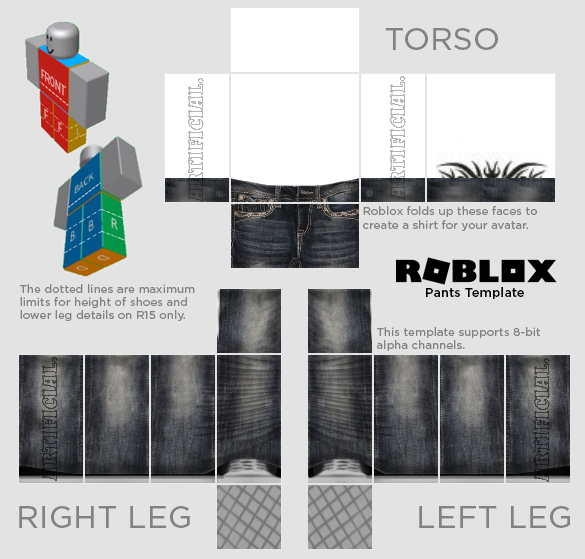 TORSO
FRONT
F F L
ARTIFICIAL.
ARTIFICIAL.
BACK
B B R
Roblox folds up these faces to
create a shirt for your avatar.
The dotted lines are maximum
limits for height of shoes and
lower leg details on R15 only.
ROBLOX
Pants Template
This template supports 8-bit
alpha channels.
ARTIFICIAL.
ARTIFICIAL.
RIGHT LEG
LEFT LEG